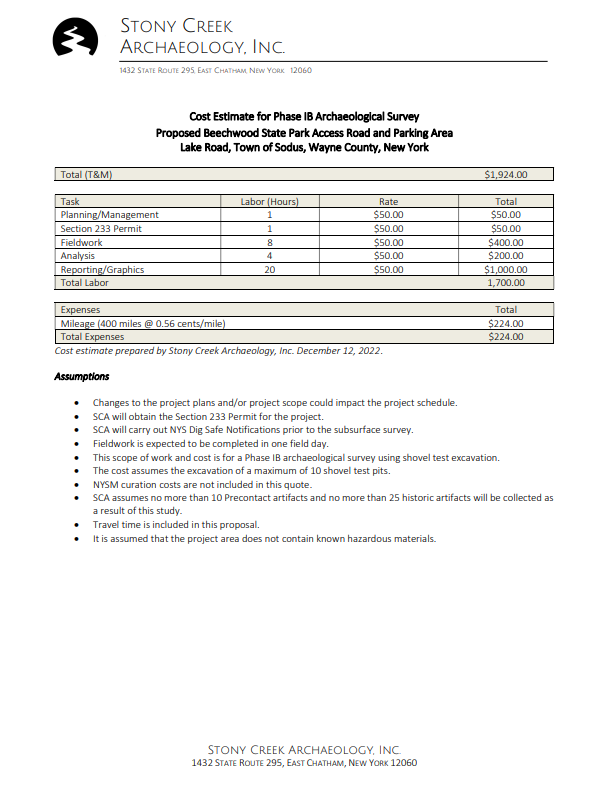 Stony Creek
Archaeology, Inc.
1432 State Route 295, East Chatham, New York 12060
Cost Estimate for Phase IB Archaeological Survey
Proposed Beechwood State Park Access Road and Parking Area
Lake Road, Town of Sodus, Wayne County, New York
Total (T&M) $1,924.00
Task Labor (Hours) Rate Total
Planning/Management 1 $50.00 $50.00
Section 233 Permit 1 $50.00 $50.00
Fieldwork 8 $50.00 $400.00
Analysis 4 $50.00 $200.00
Reporting/Graphics 20 $50.00 $1,000.00
Total Labor 1,700.00
Expenses Total
Mileage (400 miles @ 0.56 cents/mile) $224.00
Total Expenses $224.00
Cost estimate prepared by Stony Creek Archaeology, Inc. December 12, 2022.
Assumptions
• Changes to the project plans and/or project scope could impact the project schedule.
• SCA will obtain the Section 233 Permit for the project.
• SCA will carry out NYS Dig Safe Notifications prior to the subsurface survey.
• Fieldwork is expected to be completed in one field day.
• This scope of work and cost is for a Phase IB archaeological survey using shovel test excavation.
• The cost assumes the excavation of a maximum of 10 shovel test pits.
• NYSM curation costs are not included in this quote.
• SCA assumes no more than 10 Precontact artifacts and no more than 25 historic artifacts will be collected as
a result of this study.
• Travel time is included in this proposal.
• It is assumed that the project area does not contain known hazardous materials.
Stony Creek Archaeology, Inc.
1432 State Route 295, East Chatham, New York 12060